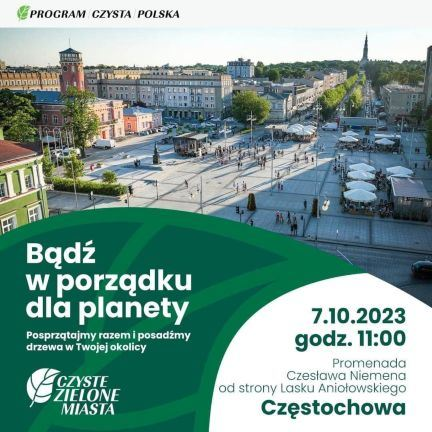 PROGRAM CZYSTA POLSKA
Bądź
w porządku
dla planety
Posprzątajmy razem i posadźmy
drzewa w Twojej okolicy
CZYSTE
ZIELONE
MIASTA
7.10.2023
godz. 11:00
Promenada
Czesława Niemena
od strony Lasku Aniołowskiego
Częstochowa